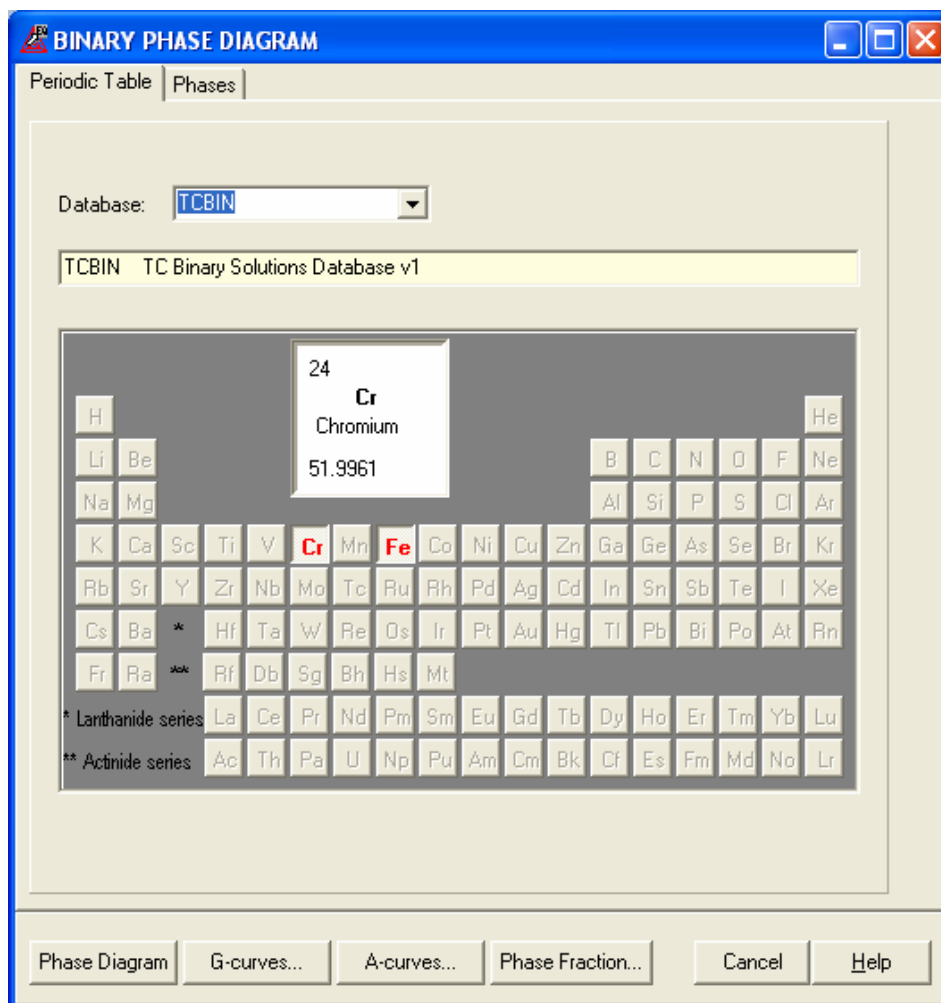 BINARY PHASE DIAGRAM
Periodic Table Phases
Database: TCBIN
TCBIN TC Binary Solutions Database v1
24
Cr
Chromium
51.9961
H He
Li Be B C N O F Ne
Na Mg Al Si P S Cl Ar
K Ca Sc Ti V Cr Mn Fe Co Ni Cu Zn Ga Ge As Se Br Kr
Rb Sr Y Zr Nb Mo Tc Ru Rh Pd Ag Cd In Sn Sb Te I Xe
Cs Ba * Hf Ta W Re Os Ir Pt Au Hg Tl Pb Bi Po At Rn
Fr Ra ** Rf Db Sg Bh Hs Mt
* Lanthanide series La Ce Pr Nd Pm Sm Eu Gd Tb Dy Ho Er Tm Yb Lu
** Actinide series Ac Th Pa U Np Pu Am Cm Bk Cf Es Fm Md No Lr
Phase Diagram G-curves... A-curves... Phase Fraction... Cancel Help